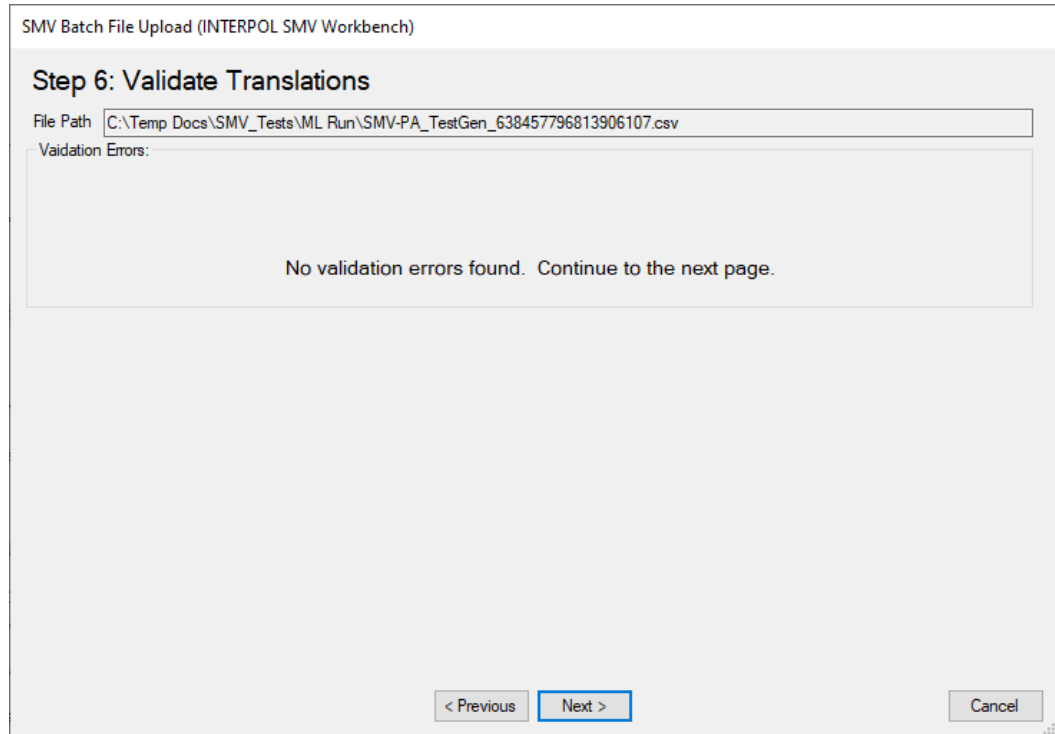 SMV Batch File Upload (INTERPOL SMV Workbench)
Step 6: Validate Translations
File Path C:\Temp Docs\SMV_Tests\ML Run\SMV-PA_TestGen_638457796813906107.csv
Vaidation Errors:
No validation errors found.  Continue to the next page.
< Previous Next > Cancel